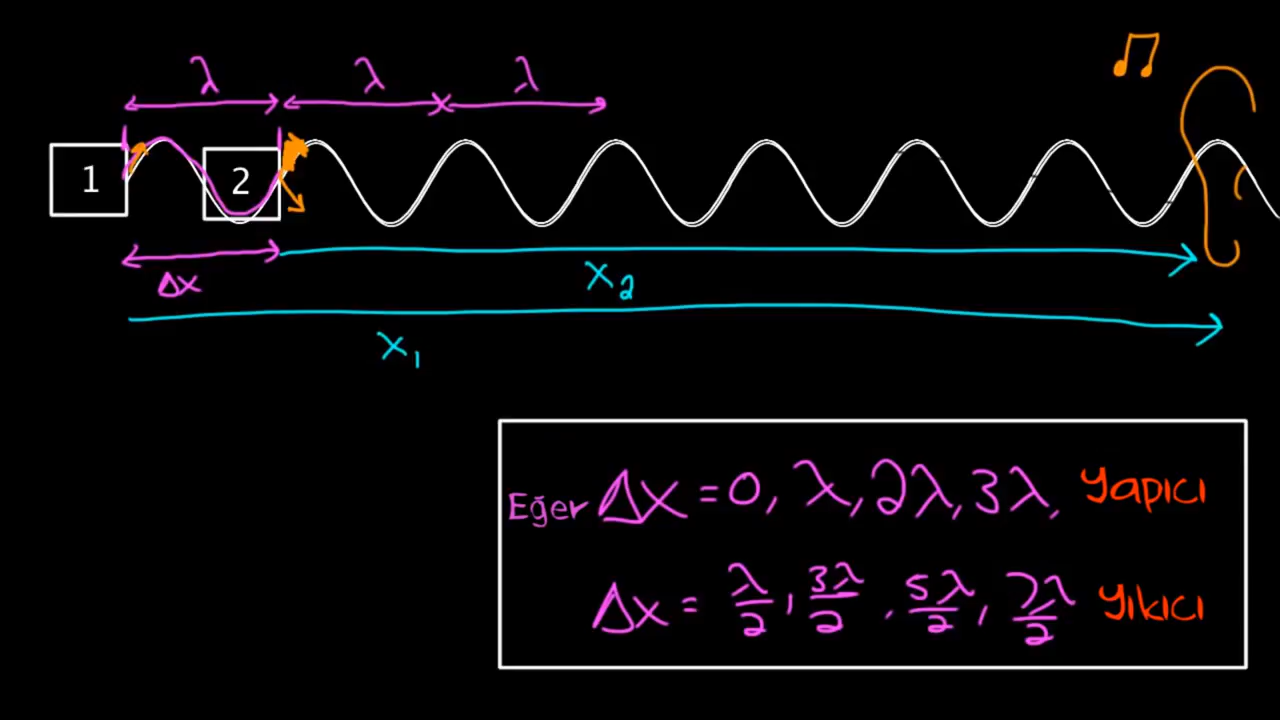 λ λ λ
1 2
Δx
x₂
x₁
Eğer Δx = 0, λ, 2λ, 3λ, Yapıcı
Δx = λ/2, 3λ/2, 5λ/2, 7λ/2 Yıkıcı